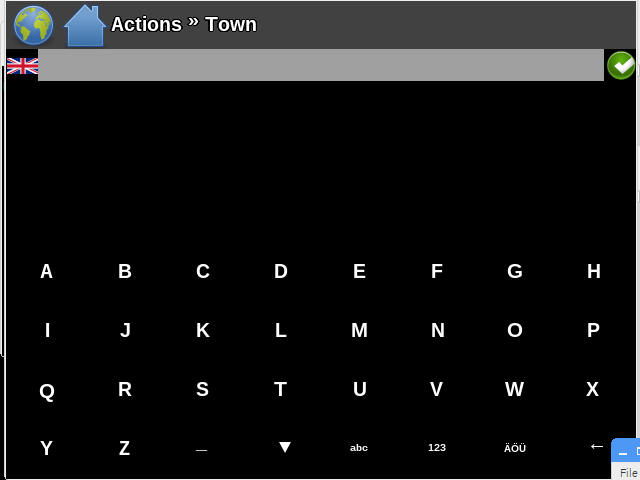 Actions » Town
A B C D E F G H
I J K L M N O P
Q R S T U V W X
Y Z _ ▼ abc 123 ÄÖÜ ←
File